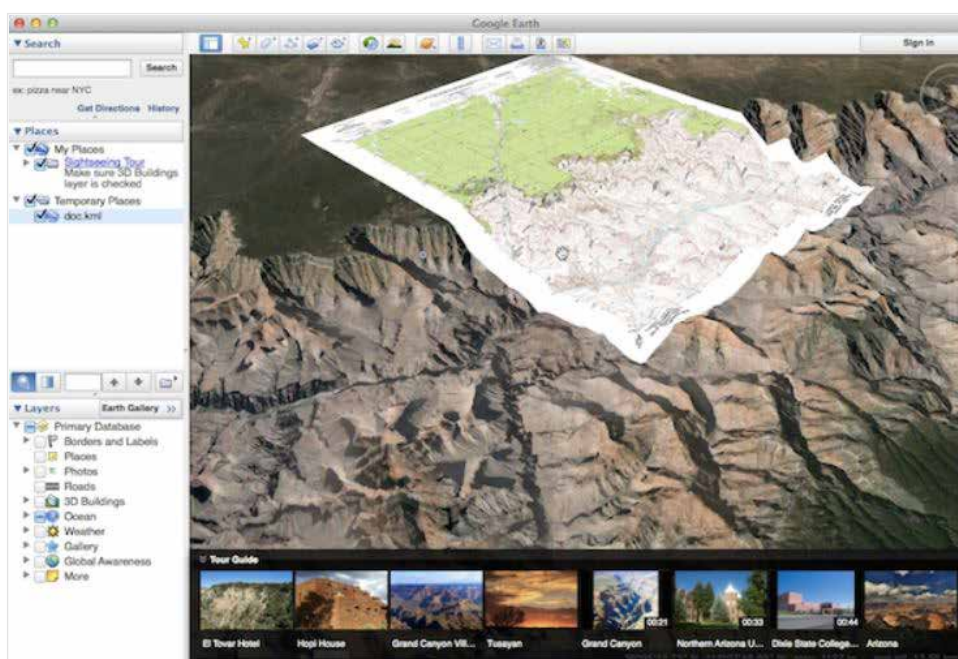 Google Earth
Search
Sign in
Search
ex: pizza near NYC
Get Directions History
Places
My Places
Sightseeing Tour
Make sure 3D Buildings
layer is checked
Temporary Places
doc.kml
Layers
Earth Gallery >>
Primary Database
Borders and Labels
Places
Photos
Roads
3D Buildings
Ocean
Weather
Gallery
Global Awareness
More
Tour Guide
00:21 00:33 00:44
El Tovar Hotel Hopi House Grand Canyon Vill... Tusayan Grand Canyon Northern Arizona U... Dixie State College... Arizona